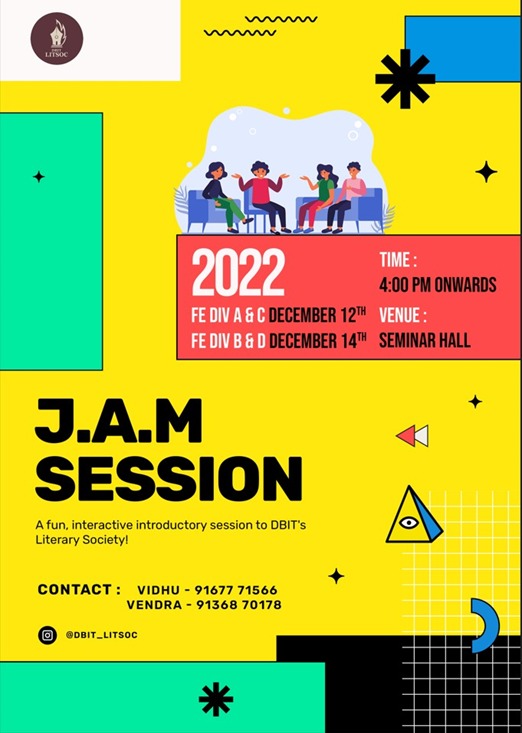 DBIT
LITSOC
2022
FE DIV A & C DECEMBER 12TH
FE DIV B & D DECEMBER 14TH
TIME :
4:00 PM ONWARDS
VENUE :
SEMINAR HALL
J.A.M
SESSION
A fun, interactive introductory session to DBIT's
Literary Society!
CONTACT : VIDHU - 91677 71566
VENDRA - 91368 70178
@DBIT_LITSOC